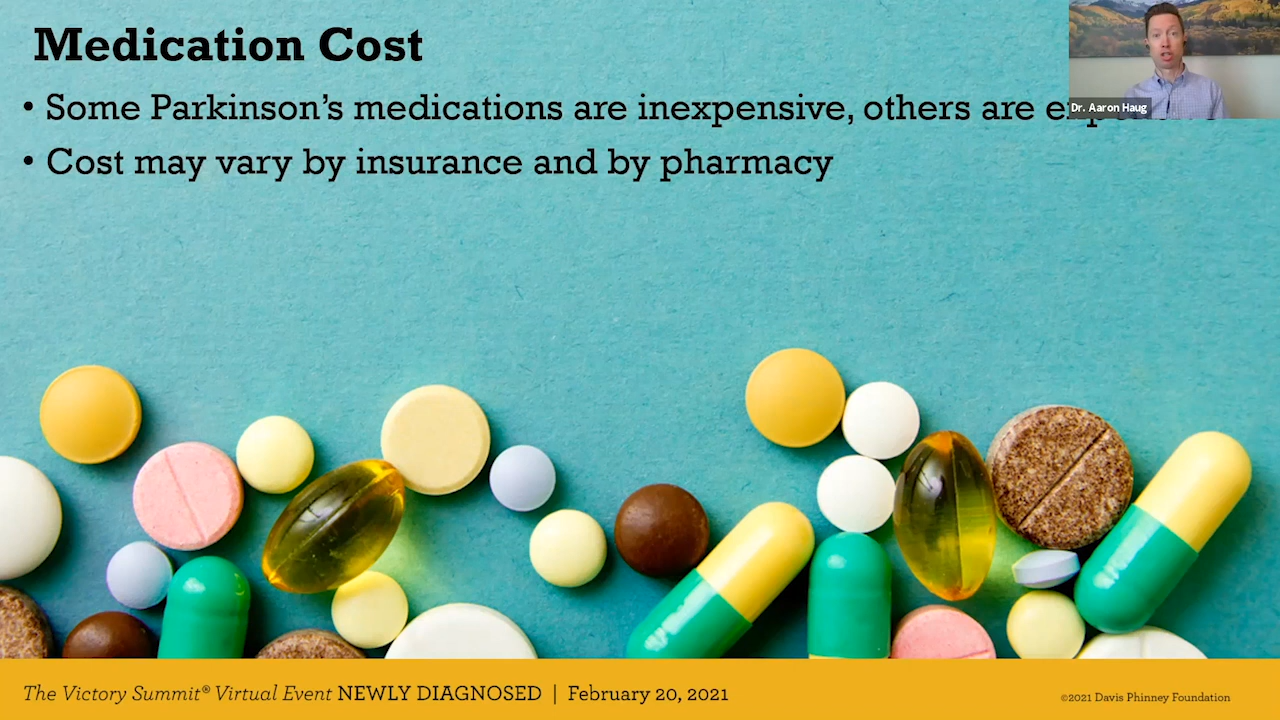 Medication Cost
• Some Parkinson's medications are inexpensive, others are
• Cost may vary by insurance and by pharmacy
Dr. Aaron Haug
The Victory Summit® Virtual Event NEWLY DIAGNOSED | February 20, 2021
©2021 Davis Phinney Foundation